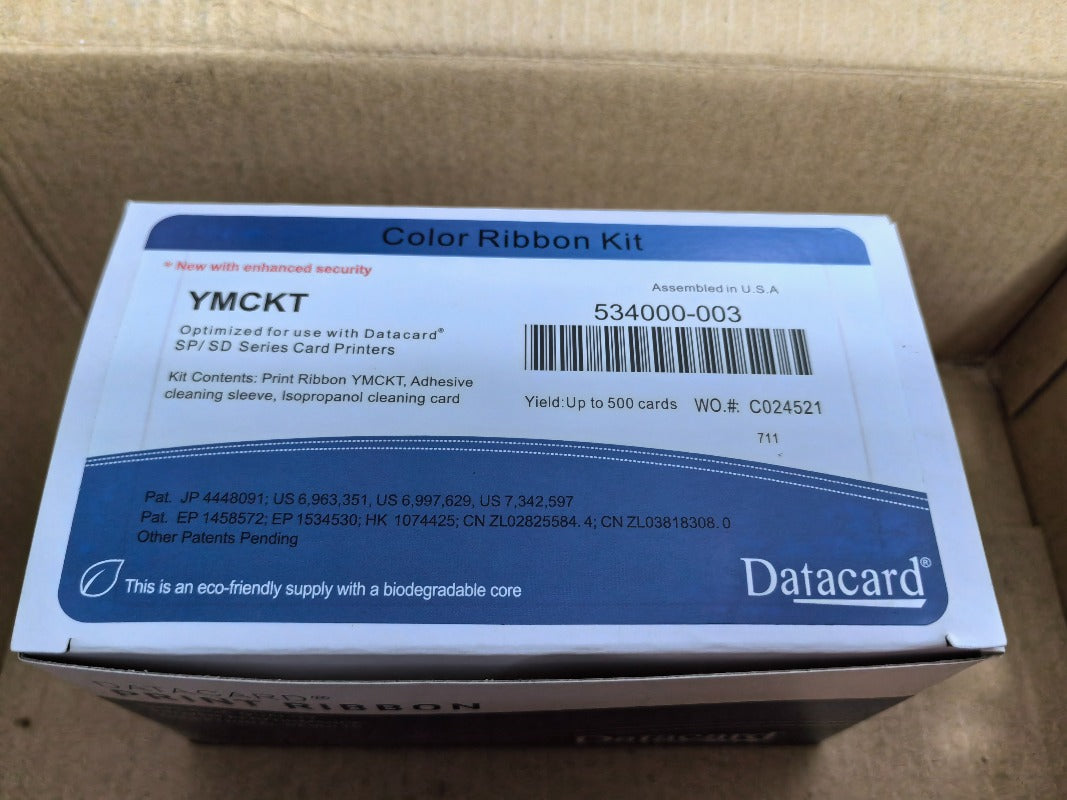 Color Ribbon Kit
* New with enhanced security
Assembled in U.S.A
YMCKT
534000-003
Optimized for use with Datacard®
SP/SD Series Card Printers
Kit Contents: Print Ribbon YMCKT, Adhesive
cleaning sleeve, Isopropanol cleaning card
Yield:Up to 500 cards WO.#: C024521
711
Pat. JP 4448091; US 6,963,351, US 6,997,629, US 7,342,597
Pat. EP 1458572; EP 1534530; HK 1074425; CN ZL02825584. 4; CN ZL03818308. 0
Other Patents Pending
This is an eco-friendly supply with a biodegradable core
Datacard®
DATACARD®
PRINT RIBBON
Datacard